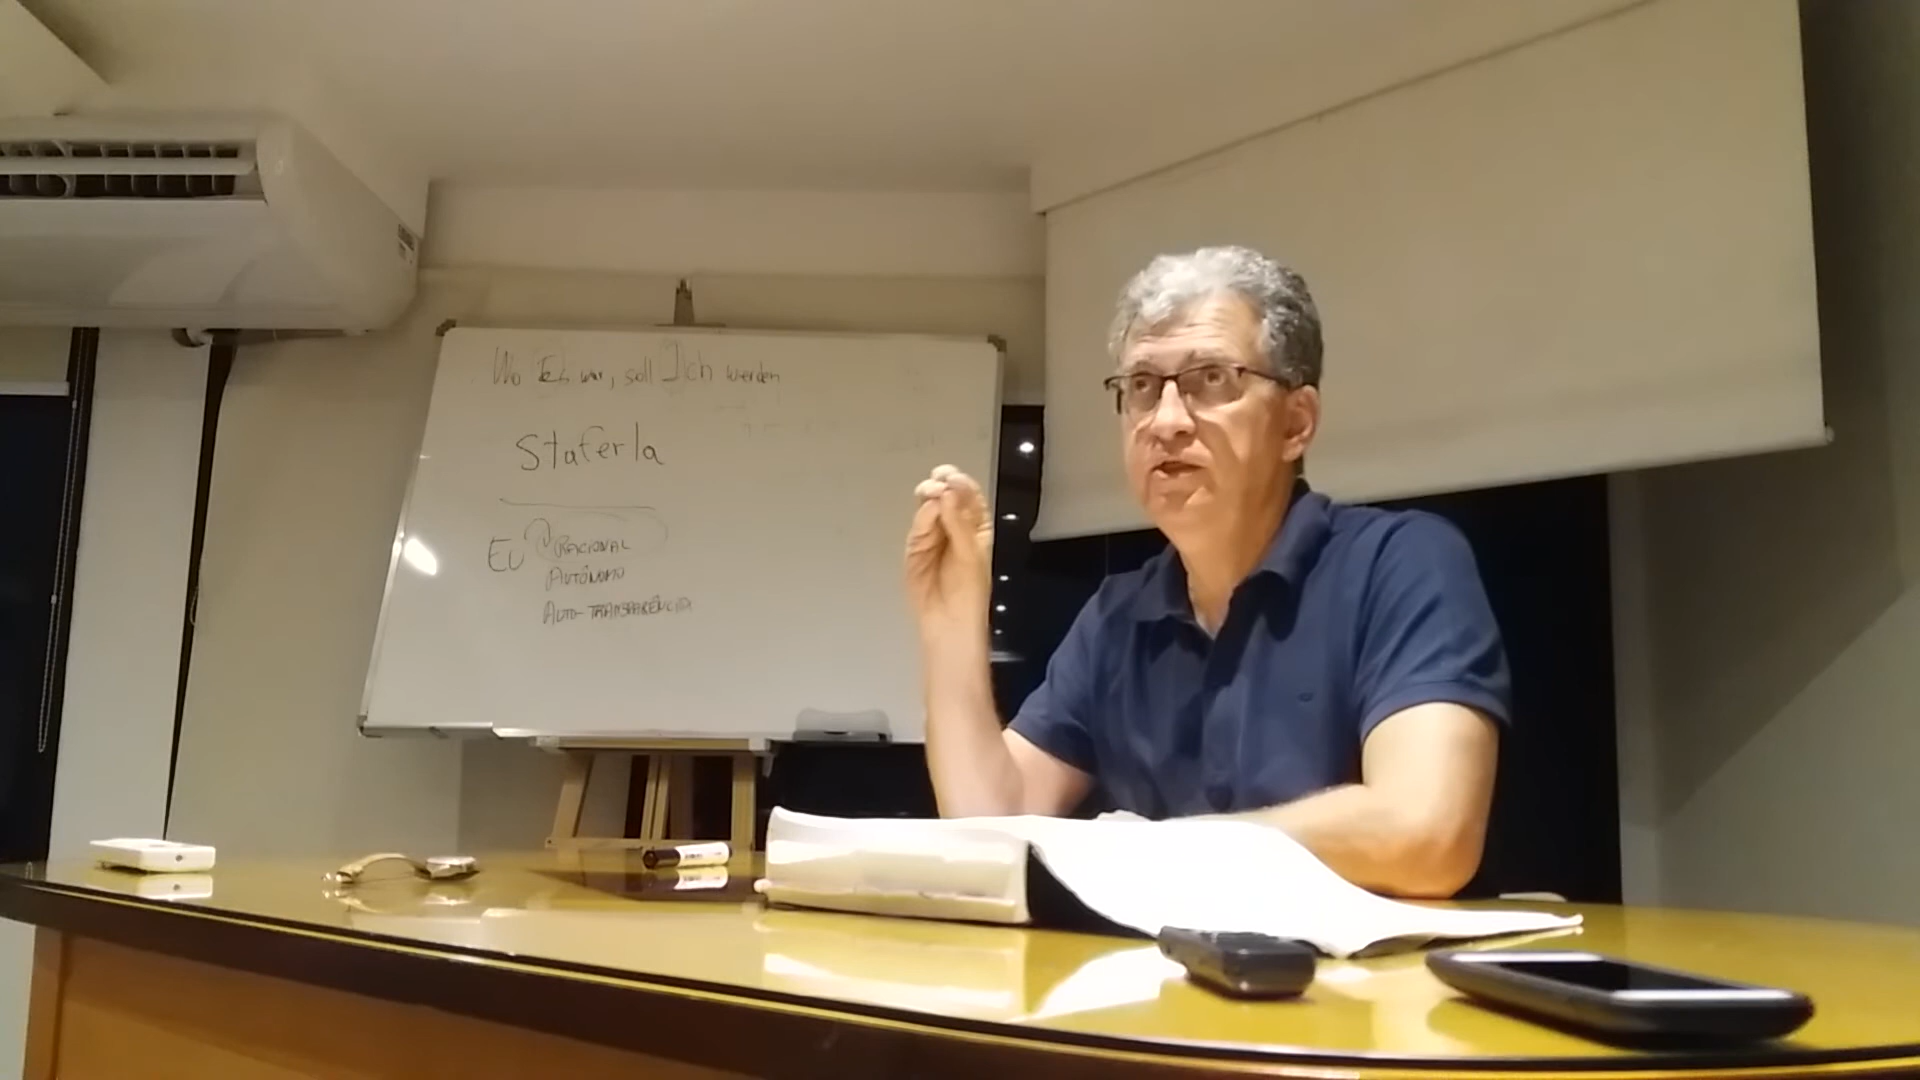 Wo Es war, soll Ich werden
Staferla
EU RACIONAL
AUTÔNOMO
AUTO-TRANSPARÊNCIA